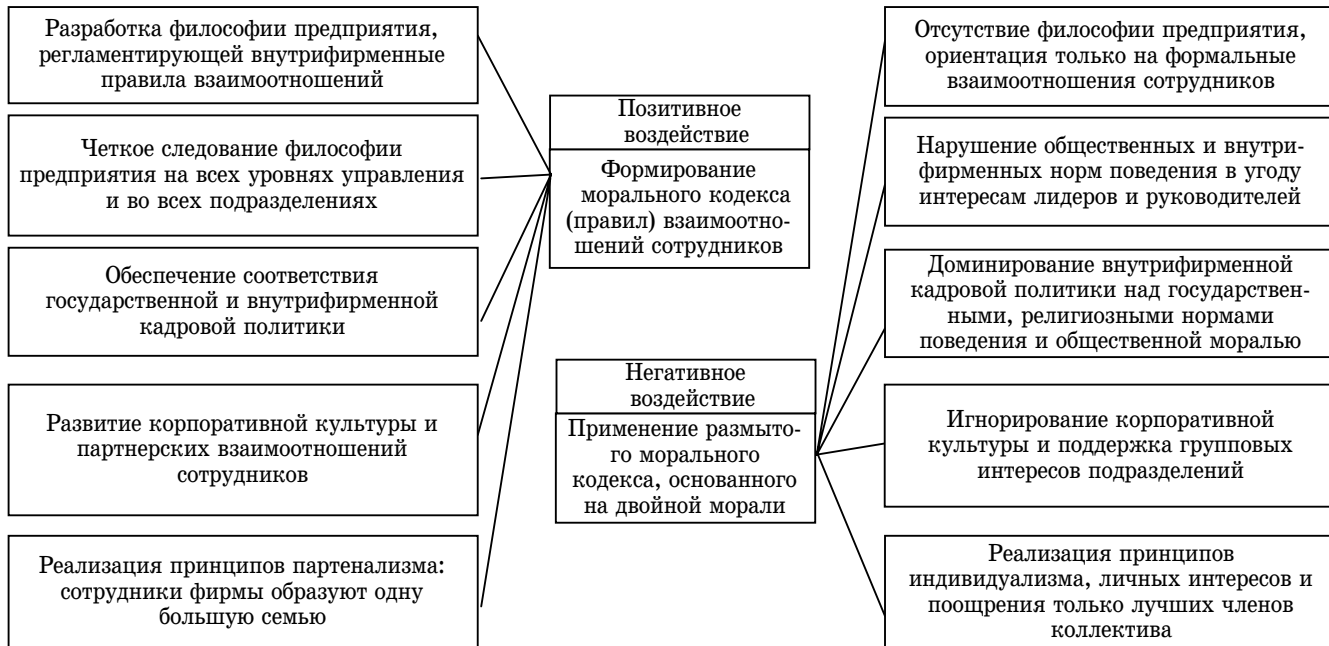 Разработка философии предприятия,
регламентирующей внутрифирменные
правила взаимоотношений
Четкое следование философии
предприятия на всех уровнях управления
и во всех подразделениях
Обеспечение соответствия
государственной и внутрифирменной
кадровой политики
Развитие корпоративной культуры и
партнерских взаимоотношений
сотрудников
Реализация принципов партенализма:
сотрудники фирмы образуют одну
большую семью
Позитивное
воздействие
Формирование
морального кодекса
(правил) взаимоотно-
шений сотрудников
Негативное
воздействие
Применение размыто-
го морального
кодекса, основанного
на двойной морали
Отсутствие философии предприятия,
ориентация только на формальные
взаимоотношения сотрудников
Нарушение общественных и внутри-
фирменных норм поведения в угоду
интересам лидеров и руководителей
Доминирование внутрифирменной
кадровой политики над государствен-
ными, религиозными нормами
поведения и общественной моралью
Игнорирование корпоративной
культуры и поддержка групповых
интересов подразделений
Реализация принципов
индивидуализма, личных интересов и
поощрения только лучших членов
коллектива